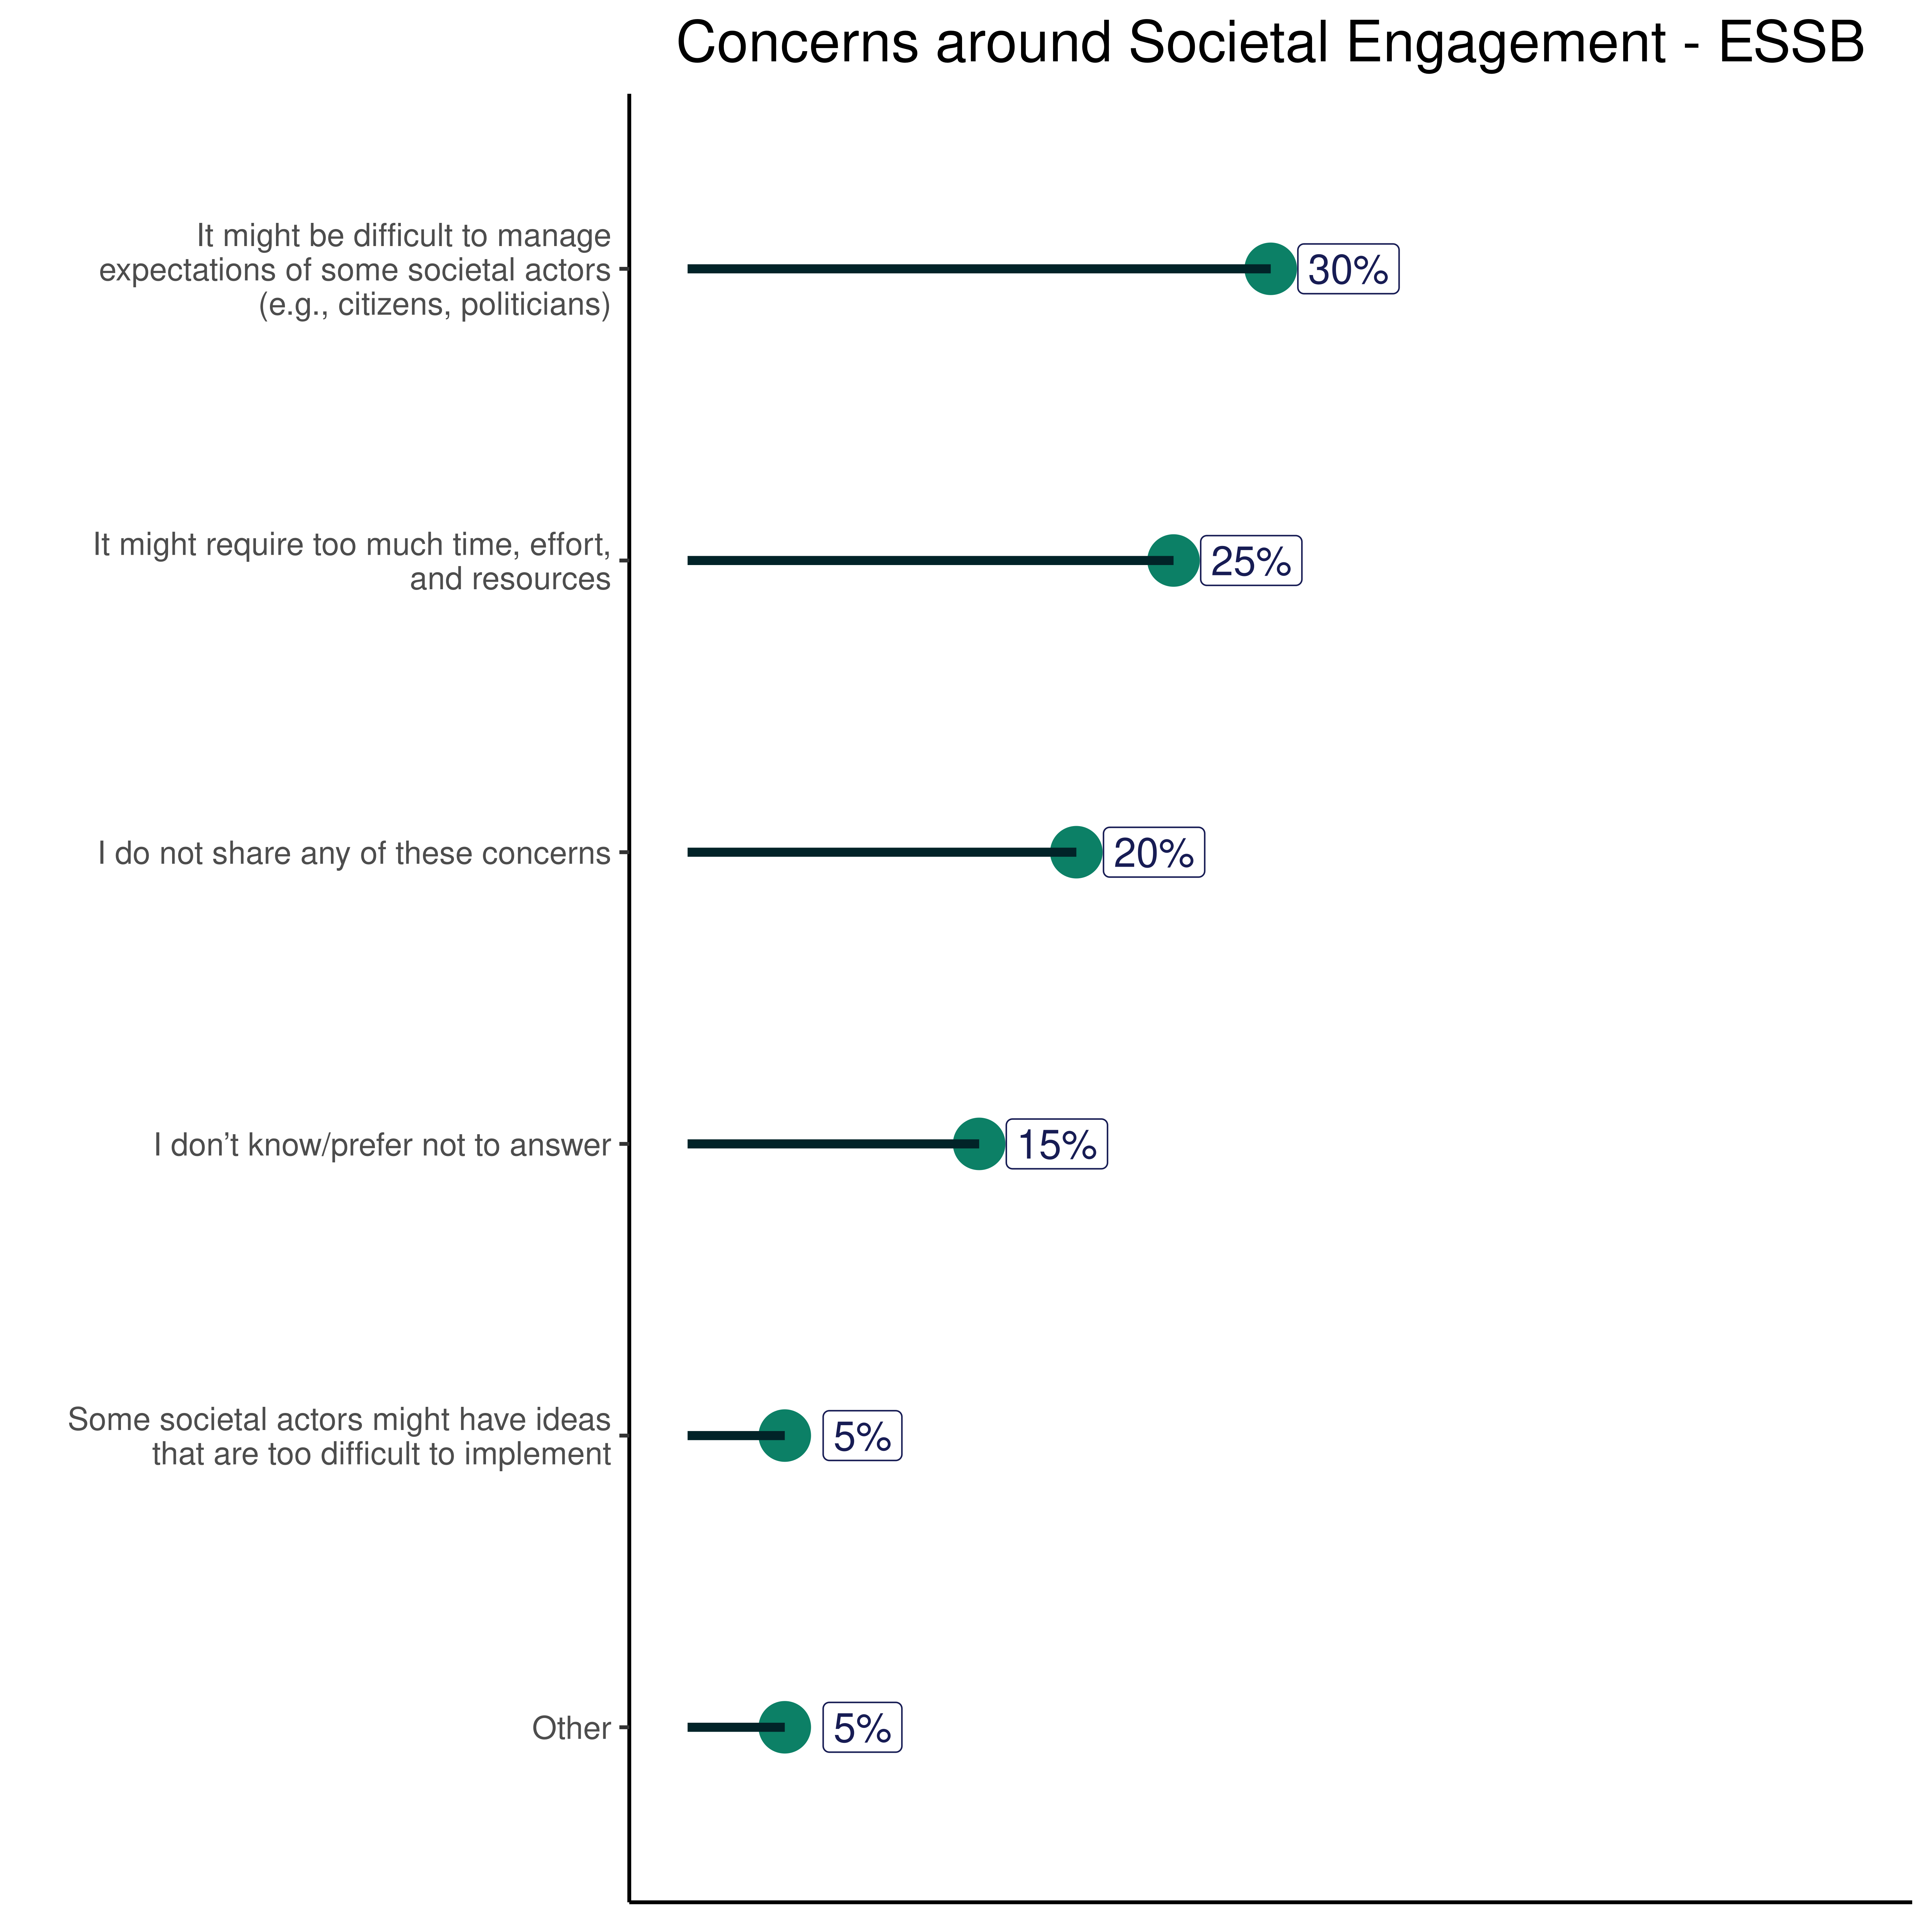 Concerns around Societal Engagement - ESSB
It might be difficult to manage
expectations of some societal actors
(e.g., citizens, politicians)
30%
It might require too much time, effort,
and resources
25%
I do not share any of these concerns
20%
I don’t know/prefer not to answer
15%
Some societal actors might have ideas
that are too difficult to implement
5%
Other
5%